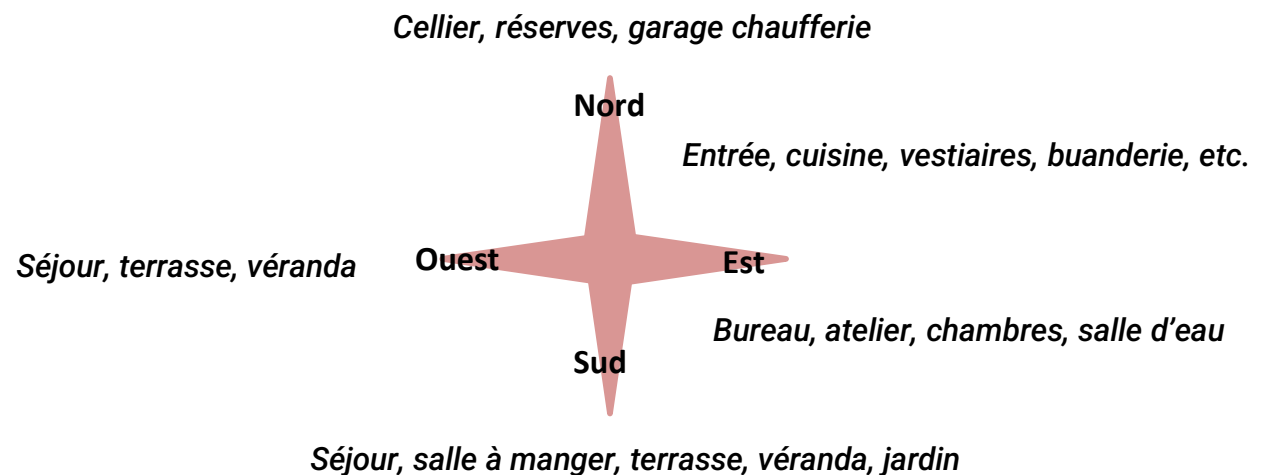 Cellier, réserves, garage chaufferie
Nord
Entrée, cuisine, vestiaires, buanderie, etc.
Séjour, terrasse, véranda
Ouest
Est
Bureau, atelier, chambres, salle d’eau
Sud
Séjour, salle à manger, terrasse, véranda, jardin